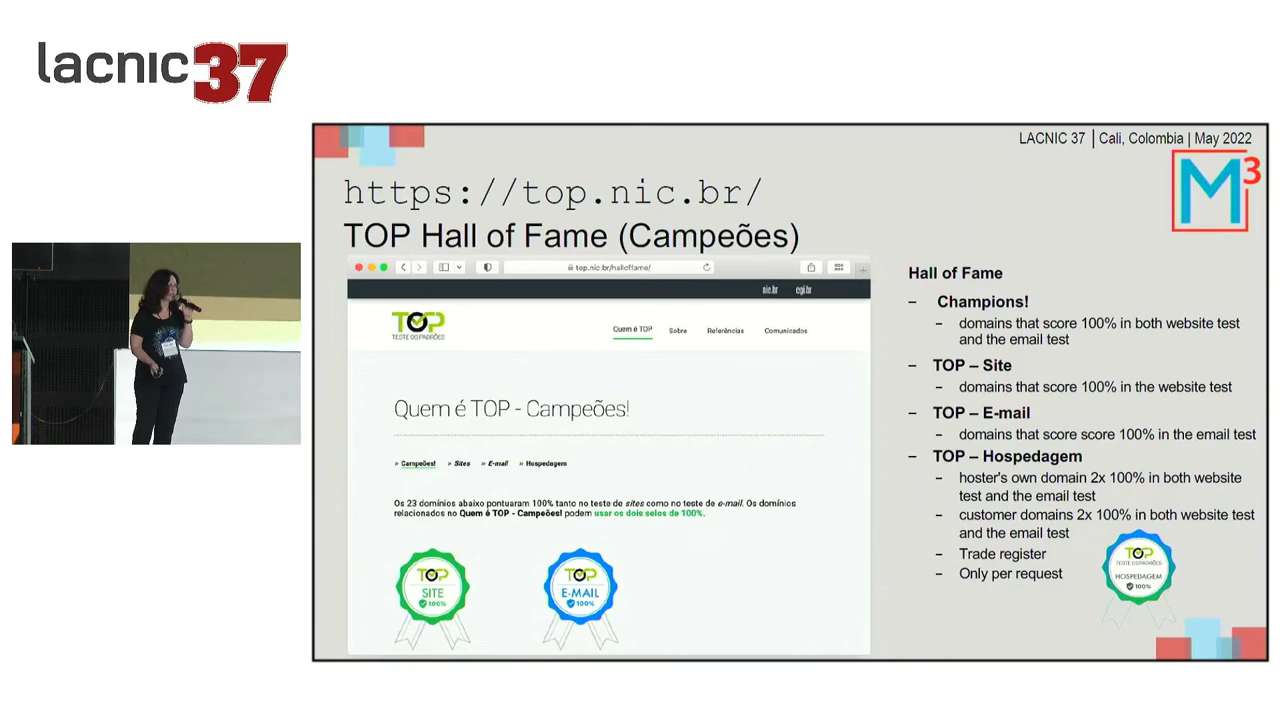 lacnic37
LACNIC 37 | Cali, Colombia | May 2022
M3
https://top.nic.br/
TOP Hall of Fame (Campeões)
top.nic.br/halloffame/
nic.br cgi.br
TOP
TESTE OS PADRÕES
Quem é TOP Sobre Referências Comunicados
Quem é TOP - Campeões!
» Campeões! » Sites » E-mail » Hospedagem
Os 23 domínios abaixo pontuaram 100% tanto no teste de sites como no teste de e-mail. Os domínios
relacionados no Quem é TOP - Campeões! podem usar os dois selos de 100%.
TOP
SITE
100%
TOP
E-MAIL
100%
Hall of Fame
– Champions!
– domains that score 100% in both website test
and the email test
– TOP – Site
– domains that score 100% in the website test
– TOP – E-mail
– domains that score score 100% in the email test
– TOP – Hospedagem
– hoster's own domain 2x 100% in both website
test and the email test
– customer domains 2x 100% in both website test
and the email test
– Trade register
– Only per request
TOP
TESTE OS PADRÕES
HOSPEDAGEM
100%